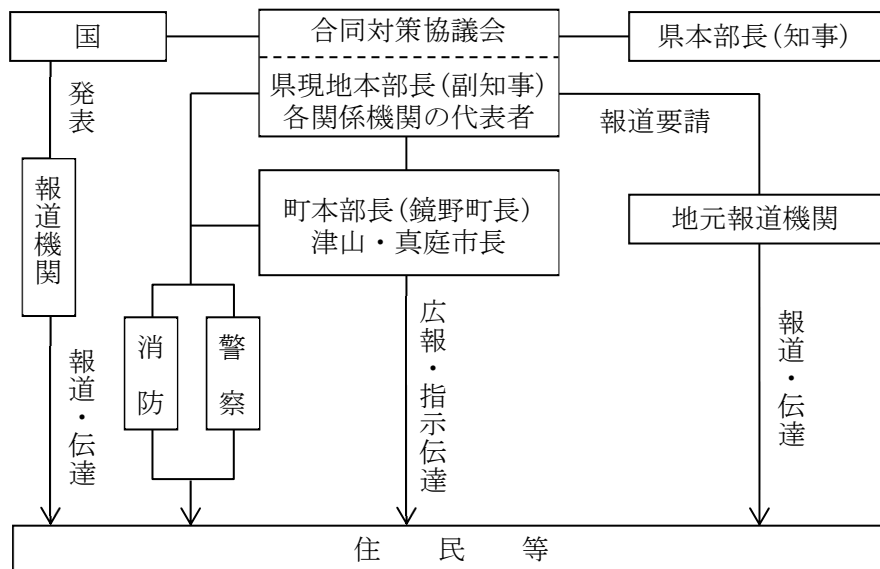 国
合同対策協議会
県本部長(知事)
県現地本部長(副知事)
各関係機関の代表者
発表
報道要請
報道機関
町本部長(鏡野町長)
津山・真庭市長
地元報道機関
消防
警察
報道・伝達
広報・指示伝達
報道・伝達
住民等